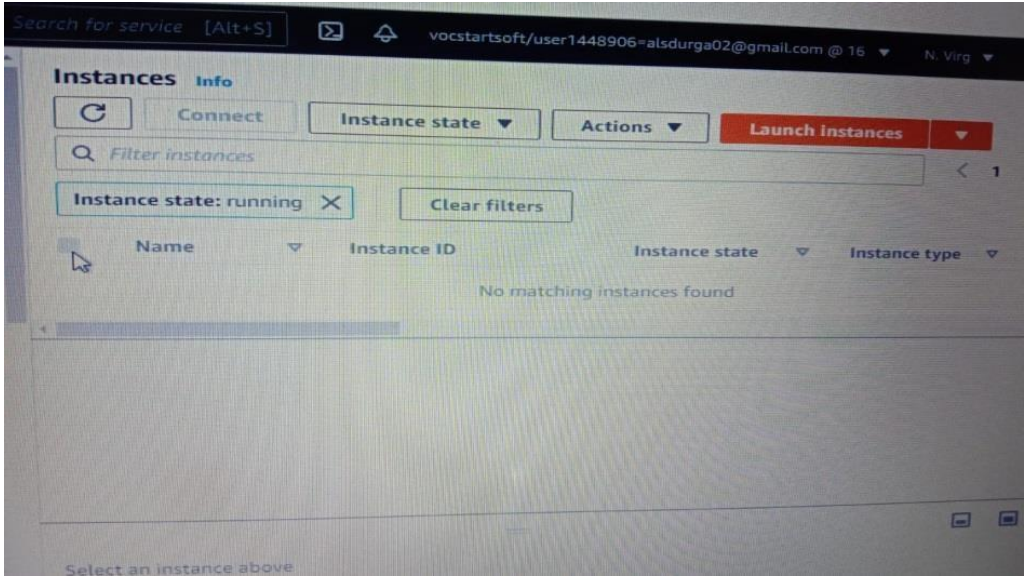 Search for service [Alt+S] vocstartsoft/user1448906=alsdurga02@gmail.com @ 16 N. Virg
Instances Info
Connect Instance state Actions Launch instances
Filter instances
1
Instance state: running Clear filters
Name Instance ID Instance state Instance type
No matching instances found
Select an instance above